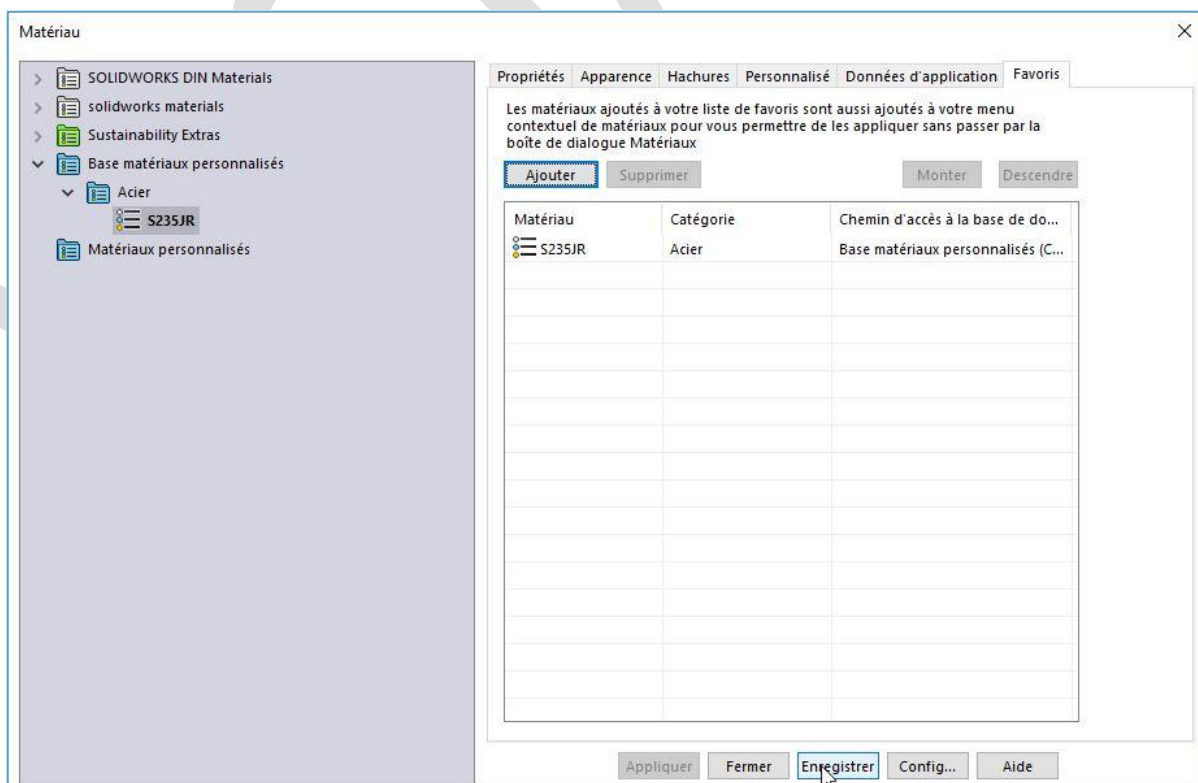 Matériau
SOLIDWORKS DIN Materials
solidworks materials
Sustainability Extras
Base matériaux personnalisés
Acier
S235JR
Matériaux personnalisés
Propriétés Apparence Hachures Personnalisé Données d'application Favoris
Les matériaux ajoutés à votre liste de favoris sont aussi ajoutés à votre menu
contextuel de matériaux pour vous permettre de les appliquer sans passer par la
boîte de dialogue Matériaux
Ajouter Supprimer Monter Descendre
Matériau Catégorie Chemin d'accès à la base de do...
S235JR Acier Base matériaux personnalisés (C...
Appliquer Fermer Enregistrer Config... Aide